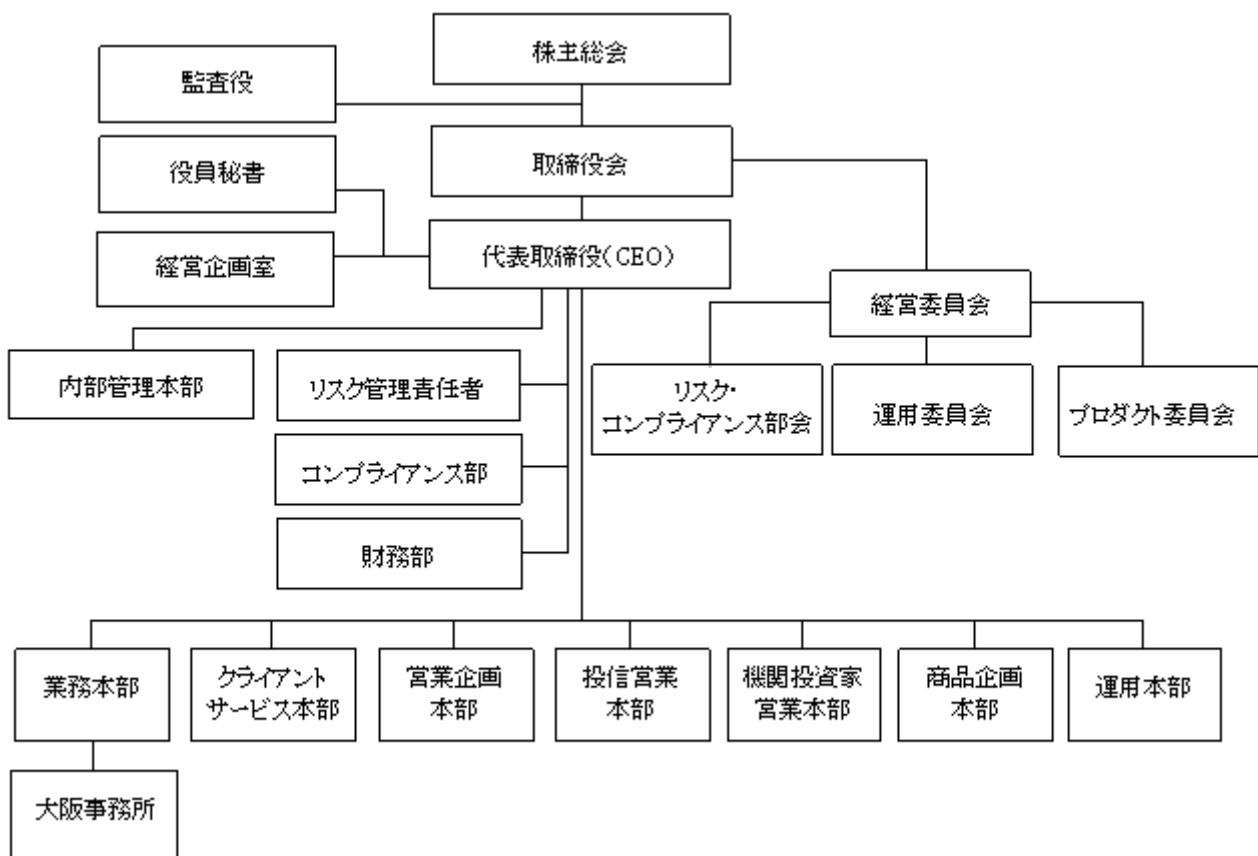 株主総会
監査役
取締役会
役員秘書
代表取締役(CEO)
経営企画室
経営委員会
内部管理本部
リスク管理責任者
リスク・
コンプライアンス部会
運用委員会
プロダクト委員会
コンプライアンス部
財務部
業務本部
クライアント
サービス本部
営業企画
本部
投信営業
本部
機関投資家
営業本部
商品企画
本部
運用本部
大阪事務所